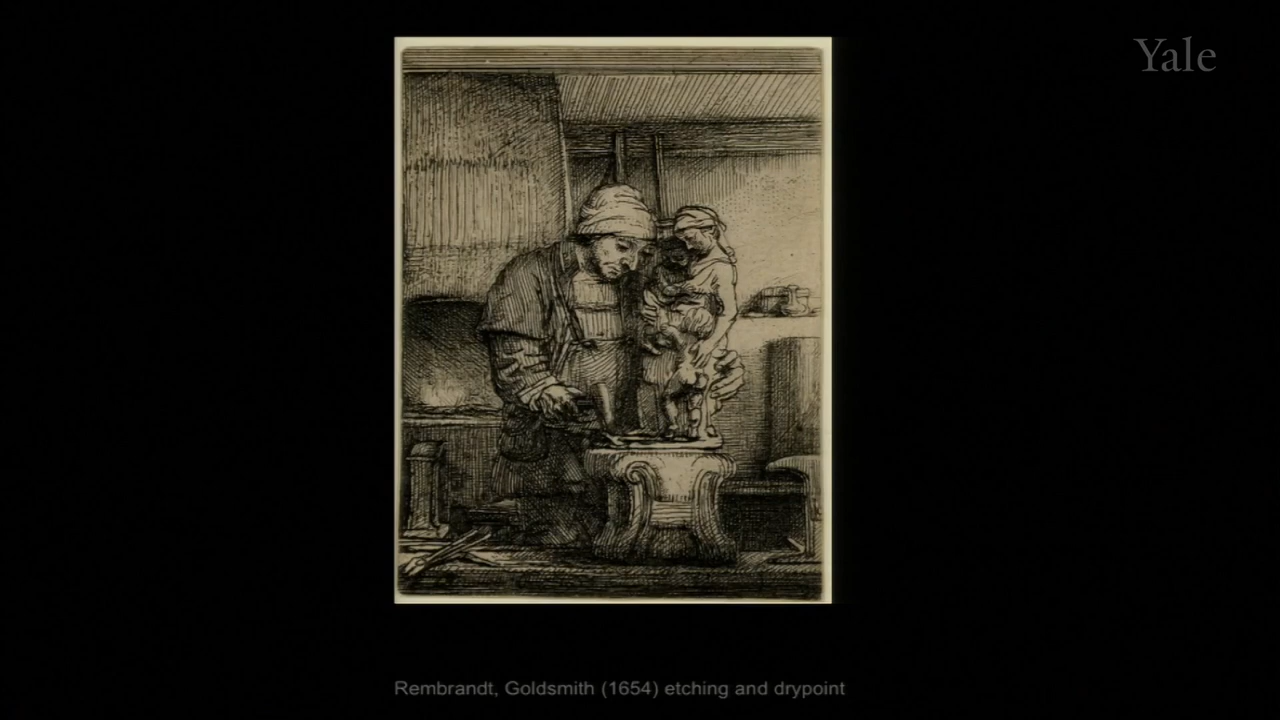 Yale
Rembrandt, Goldsmith (1654) etching and drypoint